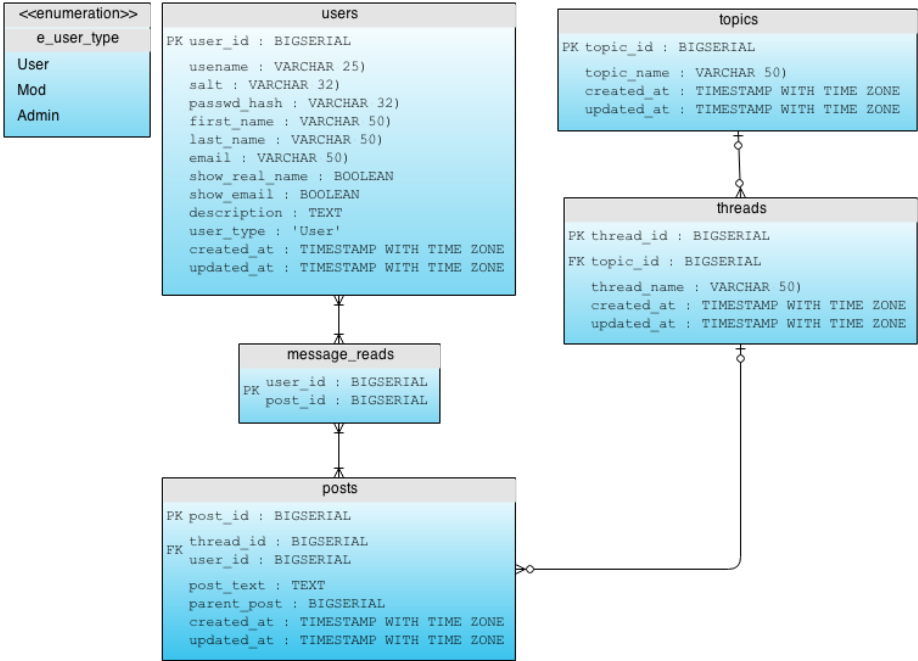 <<enumeration>>
e_user_type
User
Mod
Admin
users
PK user_id : BIGSERIAL
usename : VARCHAR 25)
salt : VARCHAR 32)
passwd_hash : VARCHAR 32)
first_name : VARCHAR 50)
last_name : VARCHAR 50)
email : VARCHAR 50)
show_real_name : BOOLEAN
show_email : BOOLEAN
description : TEXT
user_type : 'User'
created_at : TIMESTAMP WITH TIME ZONE
updated_at : TIMESTAMP WITH TIME ZONE
topics
PK topic_id : BIGSERIAL
topic_name : VARCHAR 50)
created_at : TIMESTAMP WITH TIME ZONE
updated_at : TIMESTAMP WITH TIME ZONE
threads
PK thread_id : BIGSERIAL
FK topic_id : BIGSERIAL
thread_name : VARCHAR 50)
created_at : TIMESTAMP WITH TIME ZONE
updated_at : TIMESTAMP WITH TIME ZONE
message_reads
PK
user_id : BIGSERIAL
post_id : BIGSERIAL
posts
PK post_id : BIGSERIAL
FK
thread_id : BIGSERIAL
user_id : BIGSERIAL
post_text : TEXT
parent_post : BIGSERIAL
created_at : TIMESTAMP WITH TIME ZONE
updated_at : TIMESTAMP WITH TIME ZONE